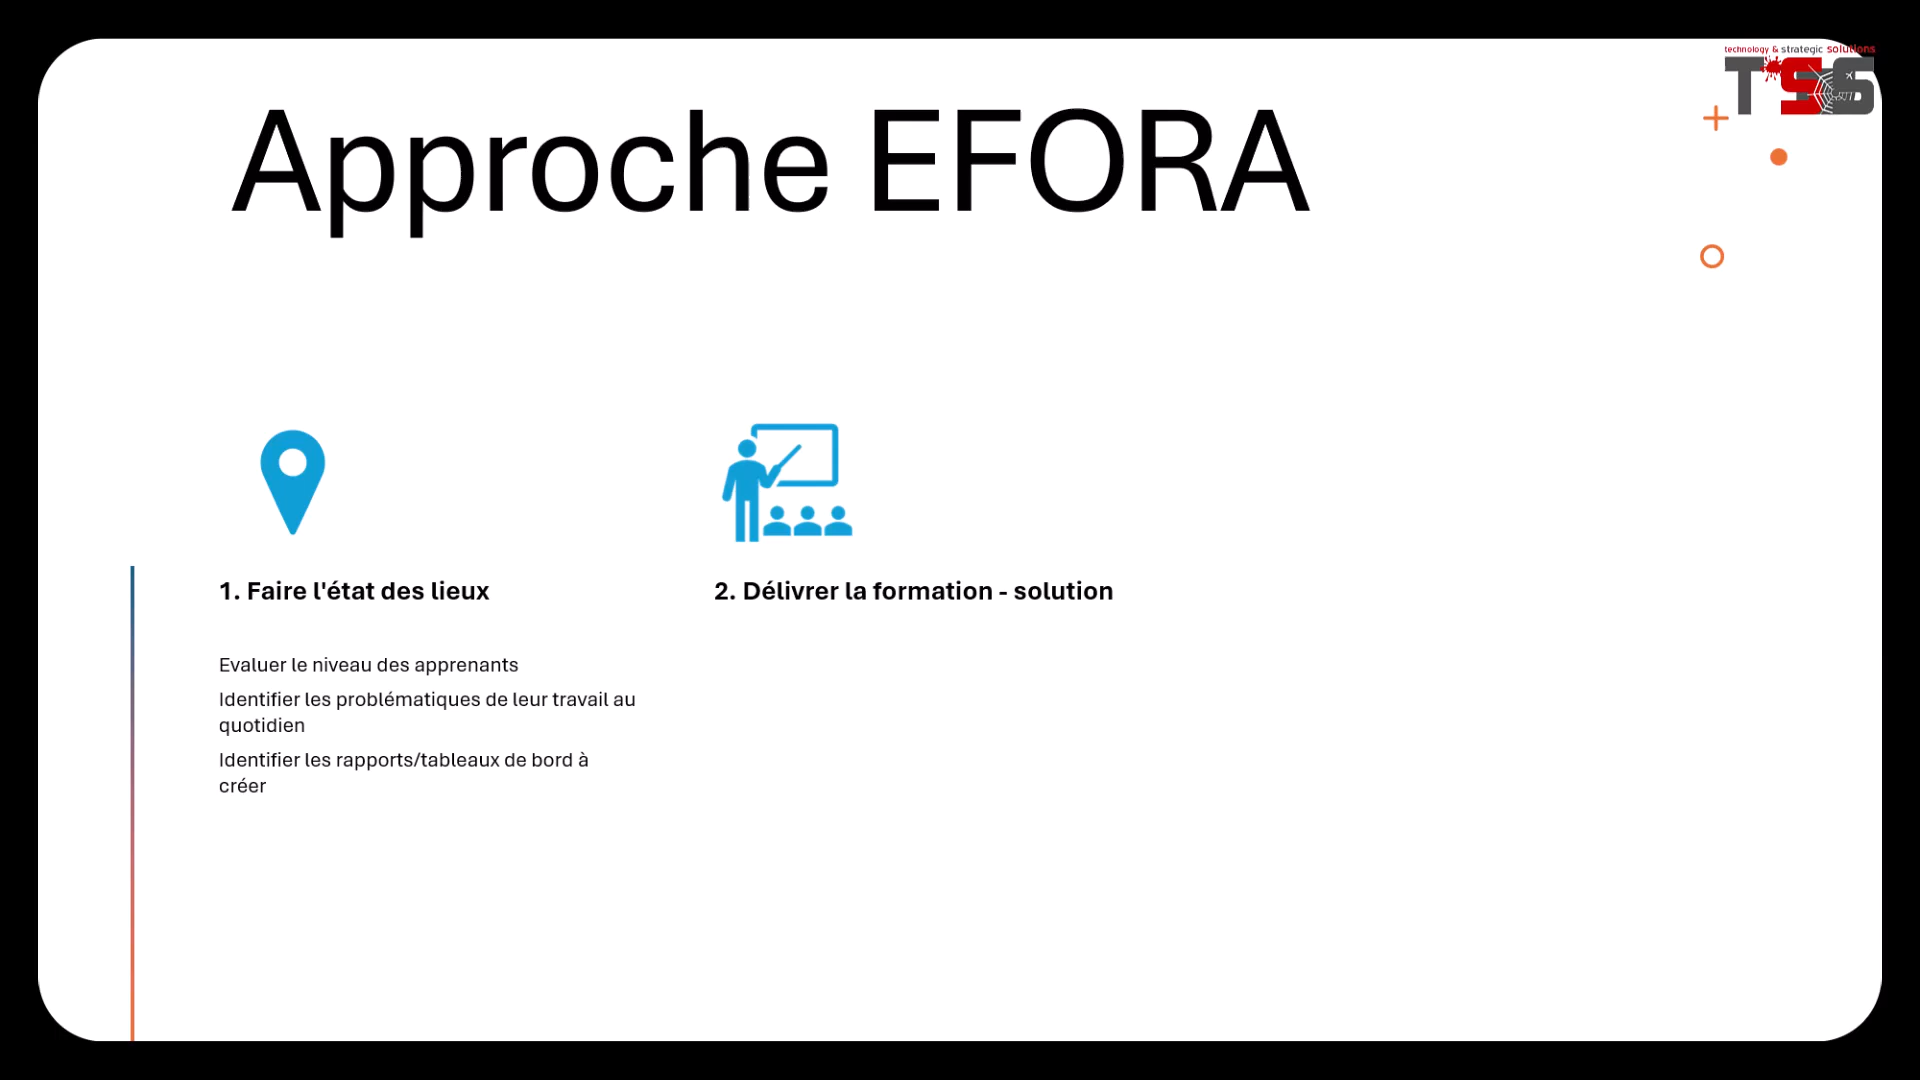 technology & strategic solutions
TSS
Approche EFORA
1. Faire l'état des lieux
Evaluer le niveau des apprenants
Identifier les problématiques de leur travail au
quotidien
Identifier les rapports/tableaux de bord à
créer
2. Délivrer la formation - solution